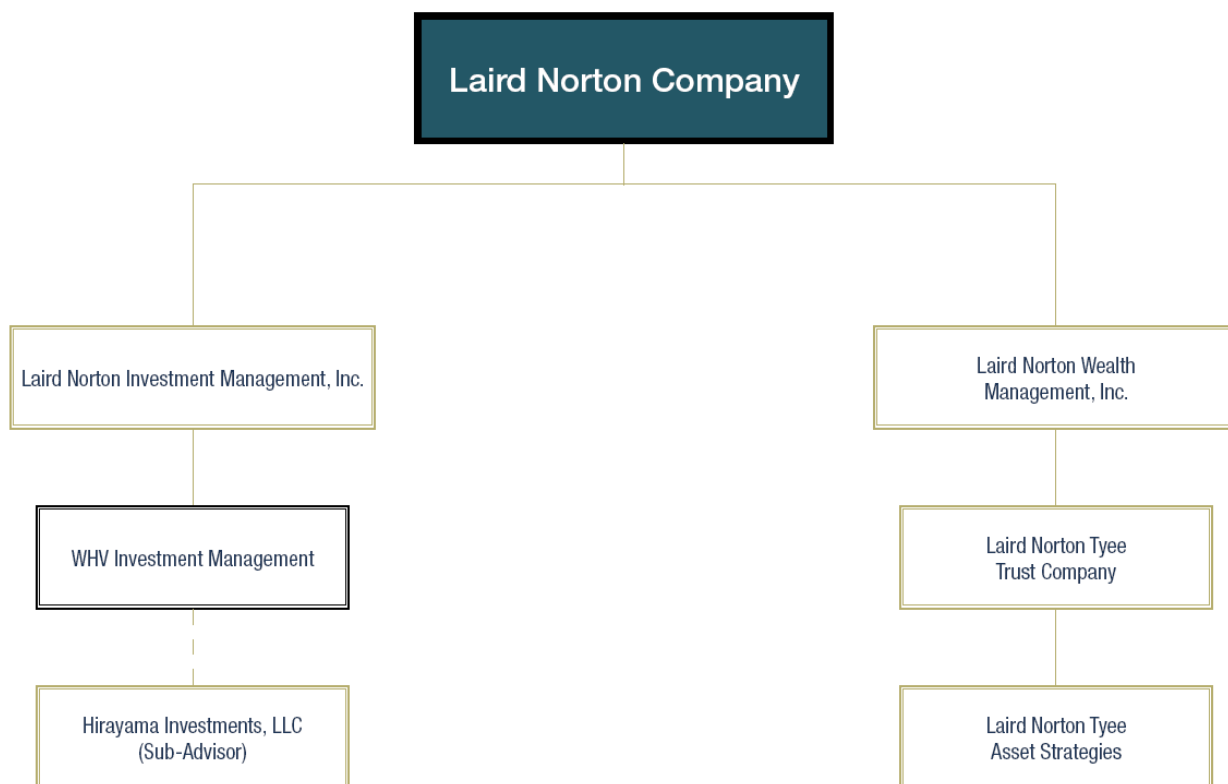 Laird Norton Company
Laird Norton Investment Management, Inc.
Laird Norton Wealth
Management, Inc.
WHV Investment Management
Laird Norton Tyee
Trust Company
Hirayama Investments, LLC
(Sub-Advisor)
Laird Norton Tyee
Asset Strategies